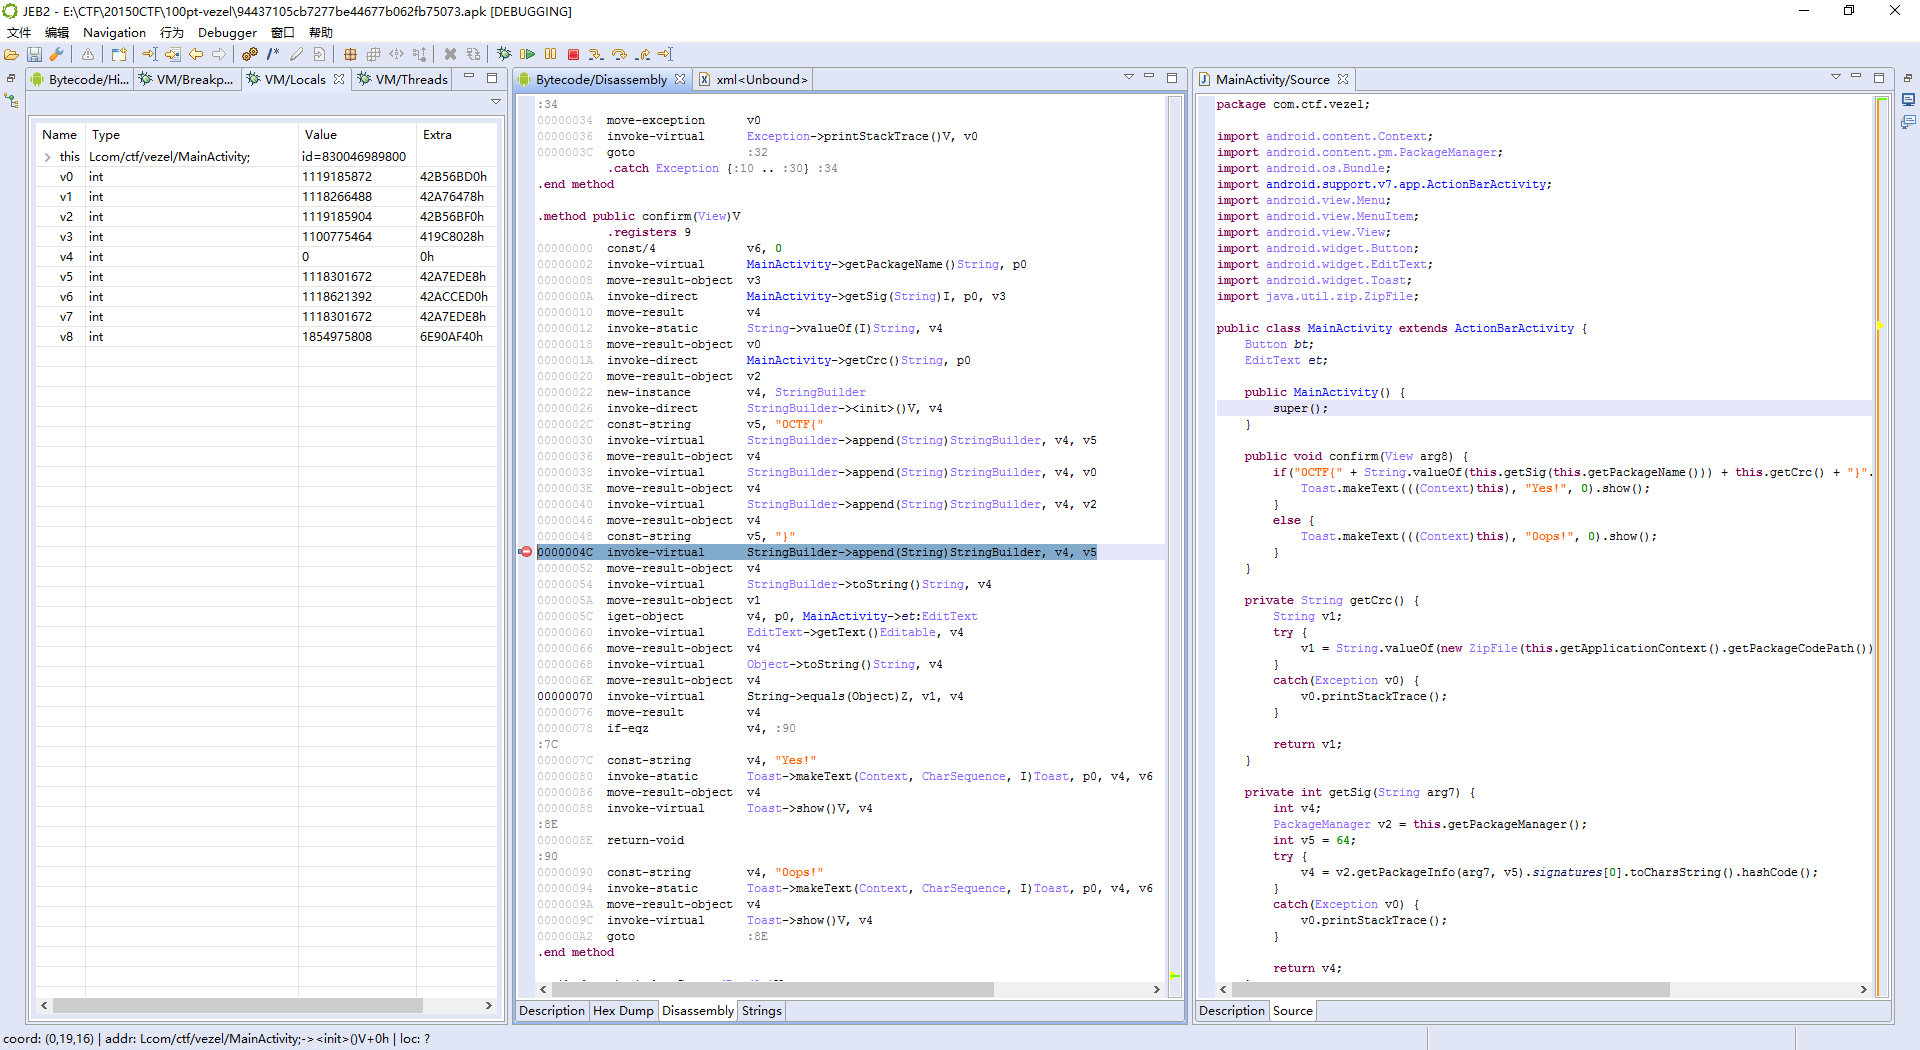 JEB2 - E:\CTF\20150CTF\100pt-vezel\94437105cb7277be44677b062fb75073.apk [DEBUGGING]
文件 编辑 Navigation 行为 Debugger 窗口 帮助
Bytecode/Hi... VM/Breakp... VM/Locals VM/Threads
Name Type Value Extra
this Lcom/ctf/vezel/MainActivity; id=830046989800
v0 int 1119185872 42B56BD0h
v1 int 1118266488 42A76478h
v2 int 1119185904 42B56BF0h
v3 int 1100775464 419C8028h
v4 int 0 0h
v5 int 1118301672 42A7EDE8h
v6 int 1118621392 42ACCED0h
v7 int 1118301672 42A7EDE8h
v8 int 1854975808 6E90AF40h
Bytecode/Disassembly xml<Unbound>
:34
00000034 move-exception v0
00000036 invoke-virtual Exception->printStackTrace()V, v0
0000003C goto :32
.catch Exception {:10 .. :30} :34
.end method
.method public confirm(View)V
.registers 9
00000000 const/4 v6, 0
00000002 invoke-virtual MainActivity->getPackageName()String, p0
00000008 move-result-object v3
0000000A invoke-direct MainActivity->getSig(String)I, p0, v3
00000010 move-result v4
00000012 invoke-static String->valueOf(I)String, v4
00000018 move-result-object v0
0000001A invoke-direct MainActivity->getCrc()String, p0
00000020 move-result-object v2
00000022 new-instance v4, StringBuilder
00000026 invoke-direct StringBuilder-><init>()V, v4
0000002C const-string v5, "0CTF{"
00000030 invoke-virtual StringBuilder->append(String)StringBuilder, v4, v5
00000036 move-result-object v4
00000038 invoke-virtual StringBuilder->append(String)StringBuilder, v4, v0
0000003E move-result-object v4
00000040 invoke-virtual StringBuilder->append(String)StringBuilder, v4, v2
00000046 move-result-object v4
00000048 const-string v5, "}"
0000004C invoke-virtual StringBuilder->append(String)StringBuilder, v4, v5
00000052 move-result-object v4
00000054 invoke-virtual StringBuilder->toString()String, v4
0000005A move-result-object v1
0000005C iget-object v4, p0, MainActivity->et:EditText
00000060 invoke-virtual EditText->getText()Editable, v4
00000066 move-result-object v4
00000068 invoke-virtual Object->toString()String, v4
0000006E move-result-object v4
00000070 invoke-virtual String->equals(Object)Z, v1, v4
00000076 move-result v4
00000078 if-eqz v4, :90
:7C
0000007C const-string v4, "Yes!"
00000080 invoke-static Toast->makeText(Context, CharSequence, I)Toast, p0, v4, v6
00000086 move-result-object v4
00000088 invoke-virtual Toast->show()V, v4
:8E
0000008E return-void
:90
00000090 const-string v4, "0ops!"
00000094 invoke-static Toast->makeText(Context, CharSequence, I)Toast, p0, v4, v6
0000009A move-result-object v4
0000009C invoke-virtual Toast->show()V, v4
000000A2 goto :8E
.end method
Description Hex Dump Disassembly Strings
MainActivity/Source
package com.ctf.vezel;
import android.content.Context;
import android.content.pm.PackageManager;
import android.os.Bundle;
import android.support.v7.app.ActionBarActivity;
import android.view.Menu;
import android.view.MenuItem;
import android.view.View;
import android.widget.Button;
import android.widget.EditText;
import android.widget.Toast;
import java.util.zip.ZipFile;
public class MainActivity extends ActionBarActivity {
Button bt;
EditText et;
public MainActivity() {
super();
}
public void confirm(View arg8) {
if("0CTF{" + String.valueOf(this.getSig(this.getPackageName())) + this.getCrc() + "}".
Toast.makeText(((Context)this), "Yes!", 0).show();
}
else {
Toast.makeText(((Context)this), "0ops!", 0).show();
}
}
private String getCrc() {
String v1;
try {
v1 = String.valueOf(new ZipFile(this.getApplicationContext().getPackageCodePath())
}
catch(Exception v0) {
v0.printStackTrace();
}
return v1;
}
private int getSig(String arg7) {
int v4;
PackageManager v2 = this.getPackageManager();
int v5 = 64;
try {
v4 = v2.getPackageInfo(arg7, v5).signatures[0].toCharsString().hashCode();
}
catch(Exception v0) {
v0.printStackTrace();
}
return v4;
Description Source
coord: (0,19,16) | addr: Lcom/ctf/vezel/MainActivity;-><init>()V+0h | loc: ?